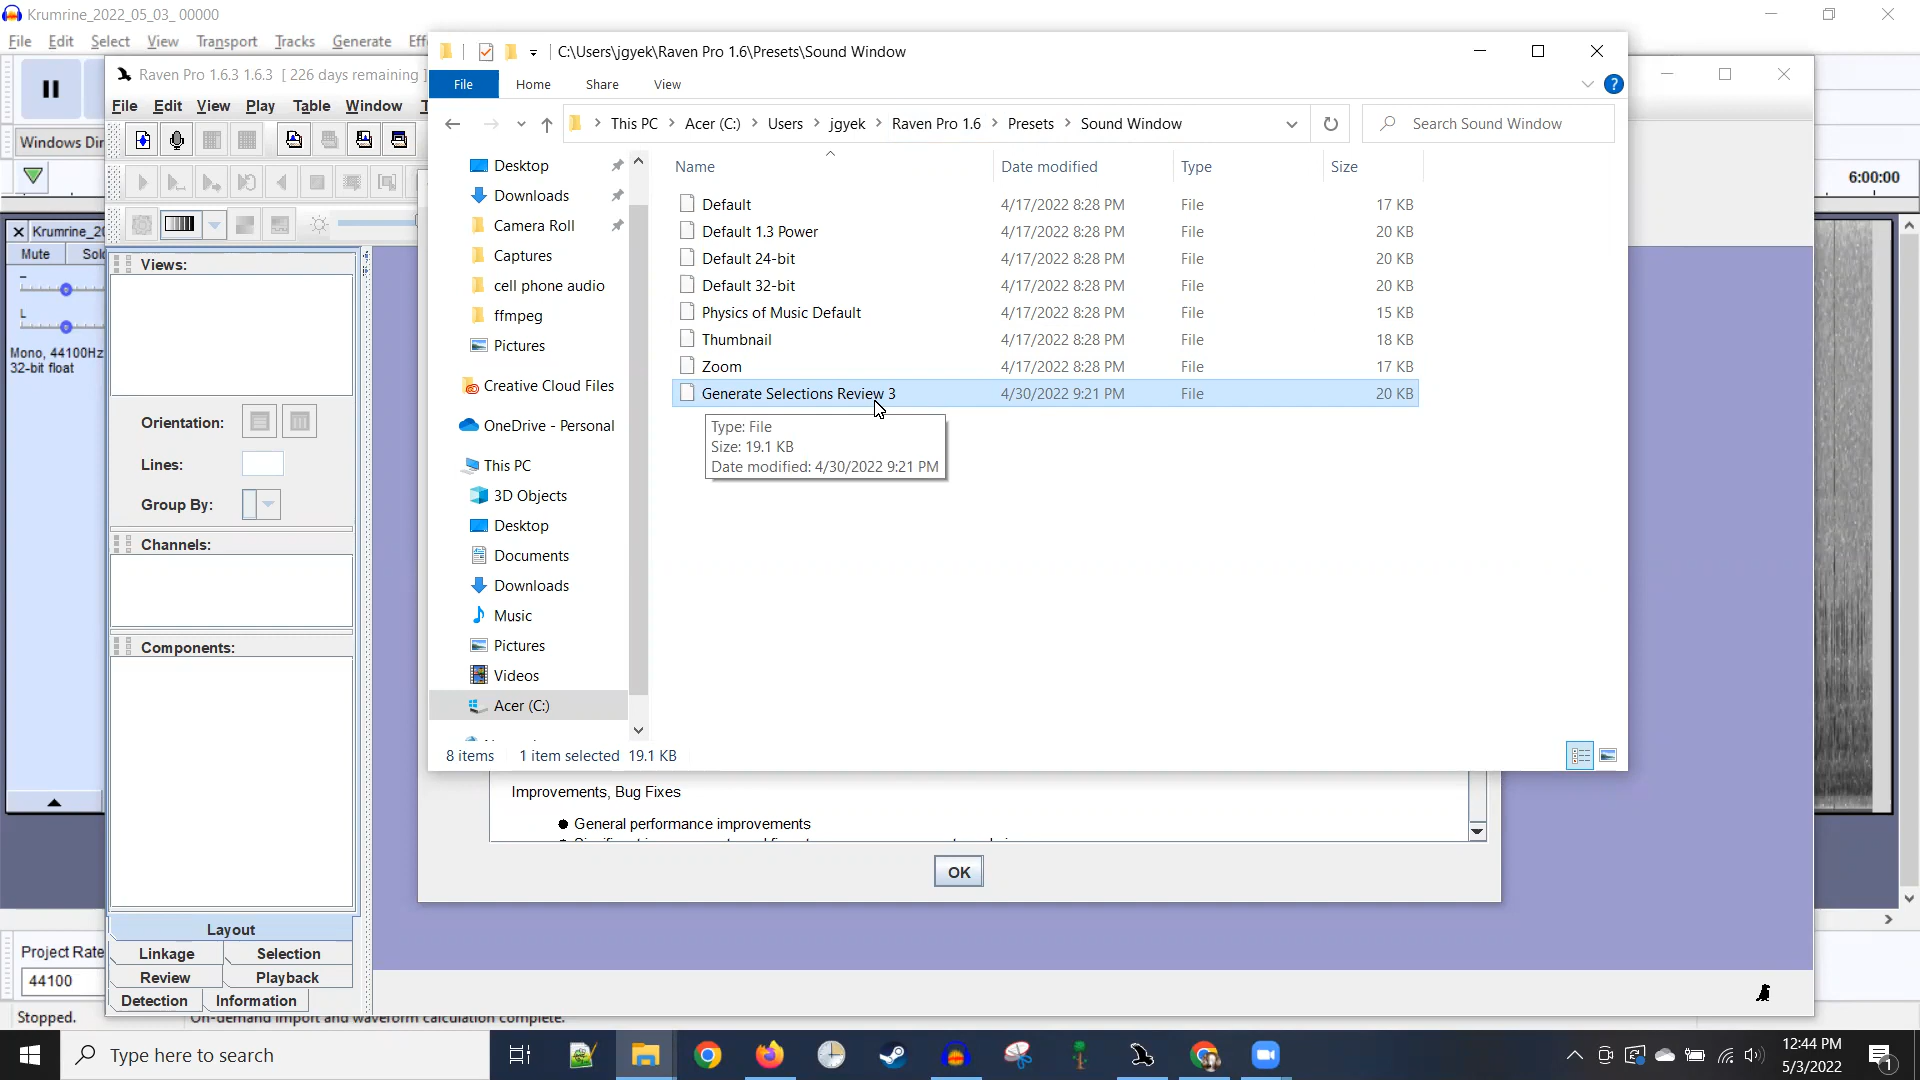 Krumrine_2022_05_03_ 00000
File Edit Select View Transport Tracks Generate Eff
Raven Pro 1.6.3 1.6.3 [ 226 days remaining ]
File Edit View Play Table Window T
Windows Dir
6:00:00
Krumrine_20
Mute Solo
L
Mono, 44100Hz
32-bit float
Views:
Orientation:
Lines:
Group By:
Channels:
Components:
Layout
Linkage Selection
Review Playback
Detection Information
Project Rate
44100
Stopped.
On-demand import and waveform calculation complete.
C:\Users\jgyek\Raven Pro 1.6\Presets\Sound Window
File Home Share View
This PC > Acer (C:) > Users > jgyek > Raven Pro 1.6 > Presets > Sound Window
Search Sound Window
Desktop
Downloads
Camera Roll
Captures
cell phone audio
ffmpeg
Pictures
Creative Cloud Files
OneDrive - Personal
This PC
3D Objects
Desktop
Documents
Downloads
Music
Pictures
Videos
Acer (C:)
Name Date modified Type Size
Default 4/17/2022 8:28 PM File 17 KB
Default 1.3 Power 4/17/2022 8:28 PM File 20 KB
Default 24-bit 4/17/2022 8:28 PM File 20 KB
Default 32-bit 4/17/2022 8:28 PM File 20 KB
Physics of Music Default 4/17/2022 8:28 PM File 15 KB
Thumbnail 4/17/2022 8:28 PM File 18 KB
Zoom 4/17/2022 8:28 PM File 17 KB
Generate Selections Review 3 4/30/2022 9:21 PM File 20 KB
Type: File
Size: 19.1 KB
Date modified: 4/30/2022 9:21 PM
8 items 1 item selected 19.1 KB
Improvements, Bug Fixes
● General performance improvements
OK
Type here to search
12:44 PM
5/3/2022
1